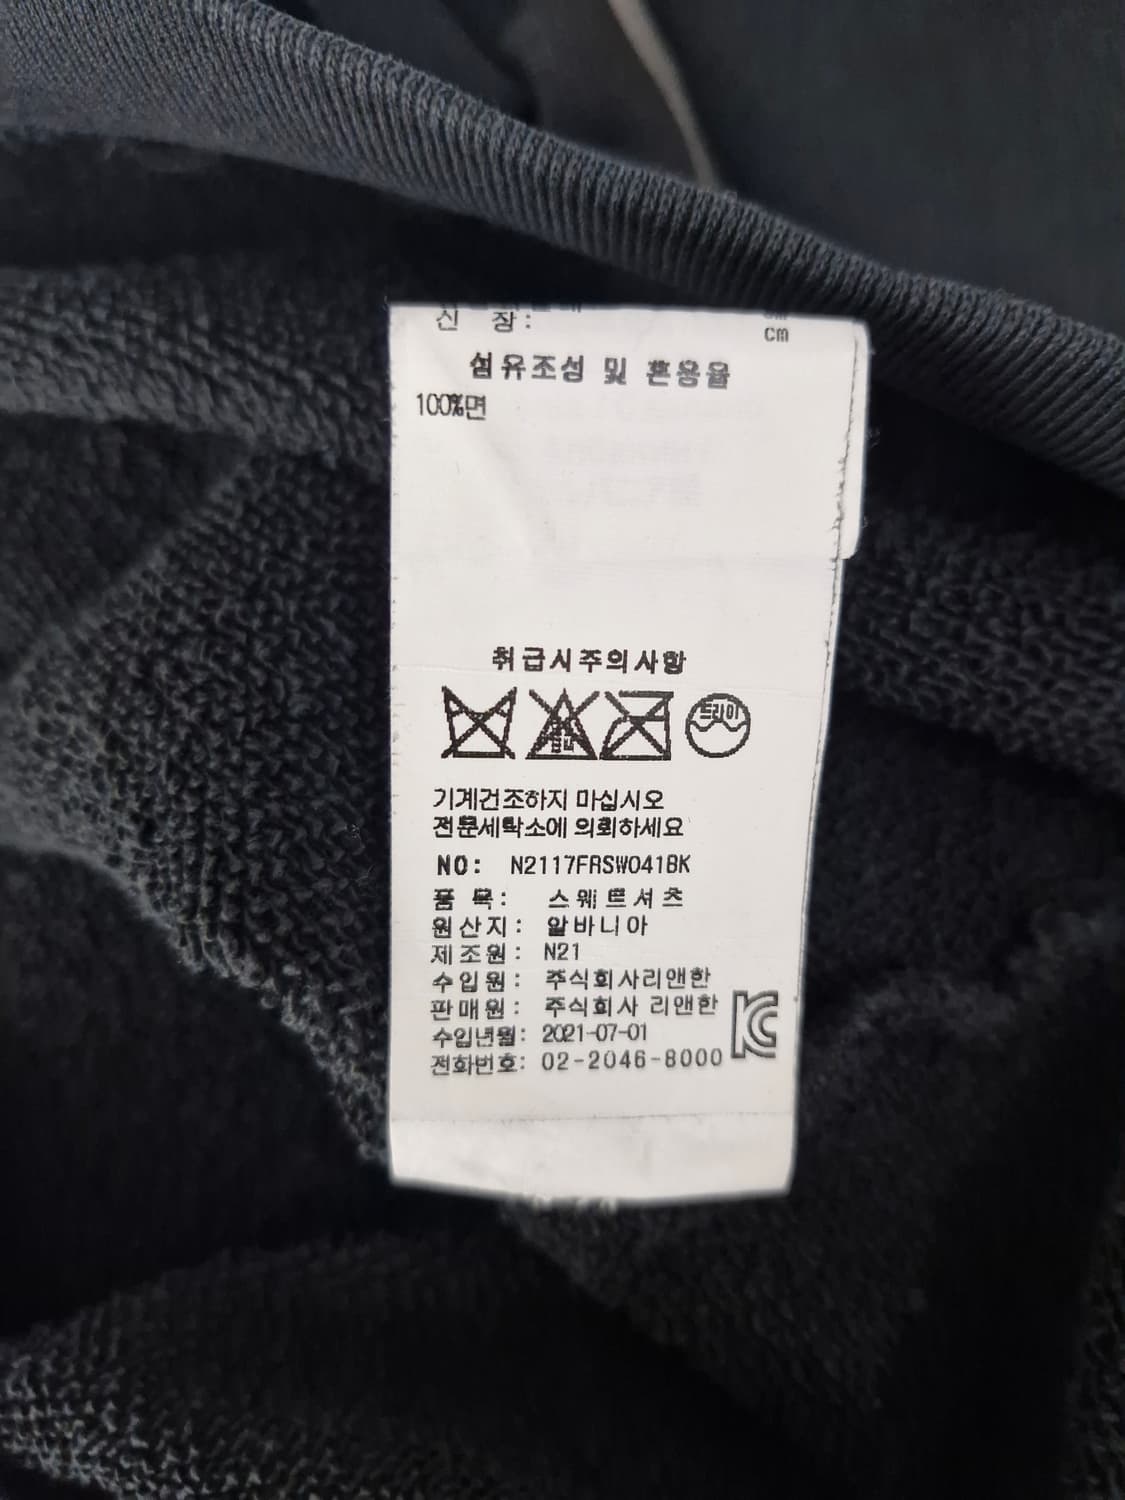 신 장: cm
섬유조성 및 혼용율
100%면
취급시주의사항
드라이
기계건조하지 마십시오
전문세탁소에 의뢰하세요
NO: N2117FRSW041BK
품 목: 스웨트셔츠
원산지: 알바니아
제조원: N21
수입원: 주식회사리앤한
판매원: 주식회사 리앤한
수입년월: 2021-07-01
전화번호: 02-2046-8000